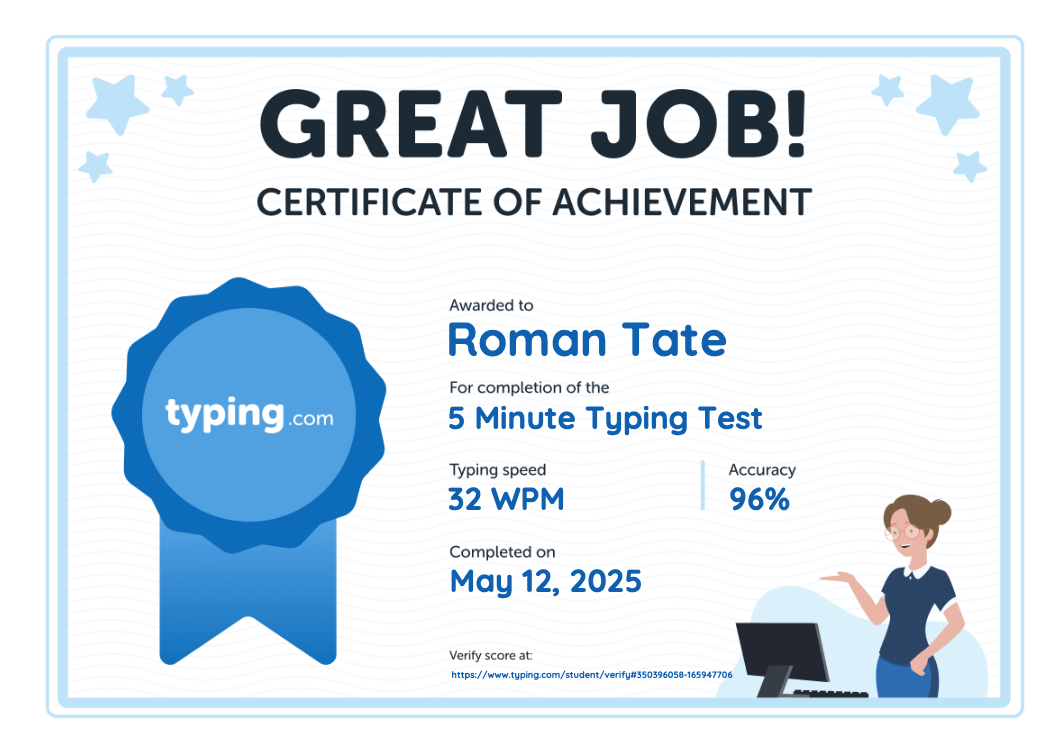 GREAT JOB!
CERTIFICATE OF ACHIEVEMENT
typing.com
Awarded to
Roman Tate
For completion of the
5 Minute Typing Test
Typing speed
Accuracy
32 WPM
96%
Completed on
May 12, 2025
Verify score at:
https://www.typing.com/student/verify#350396058-165947706